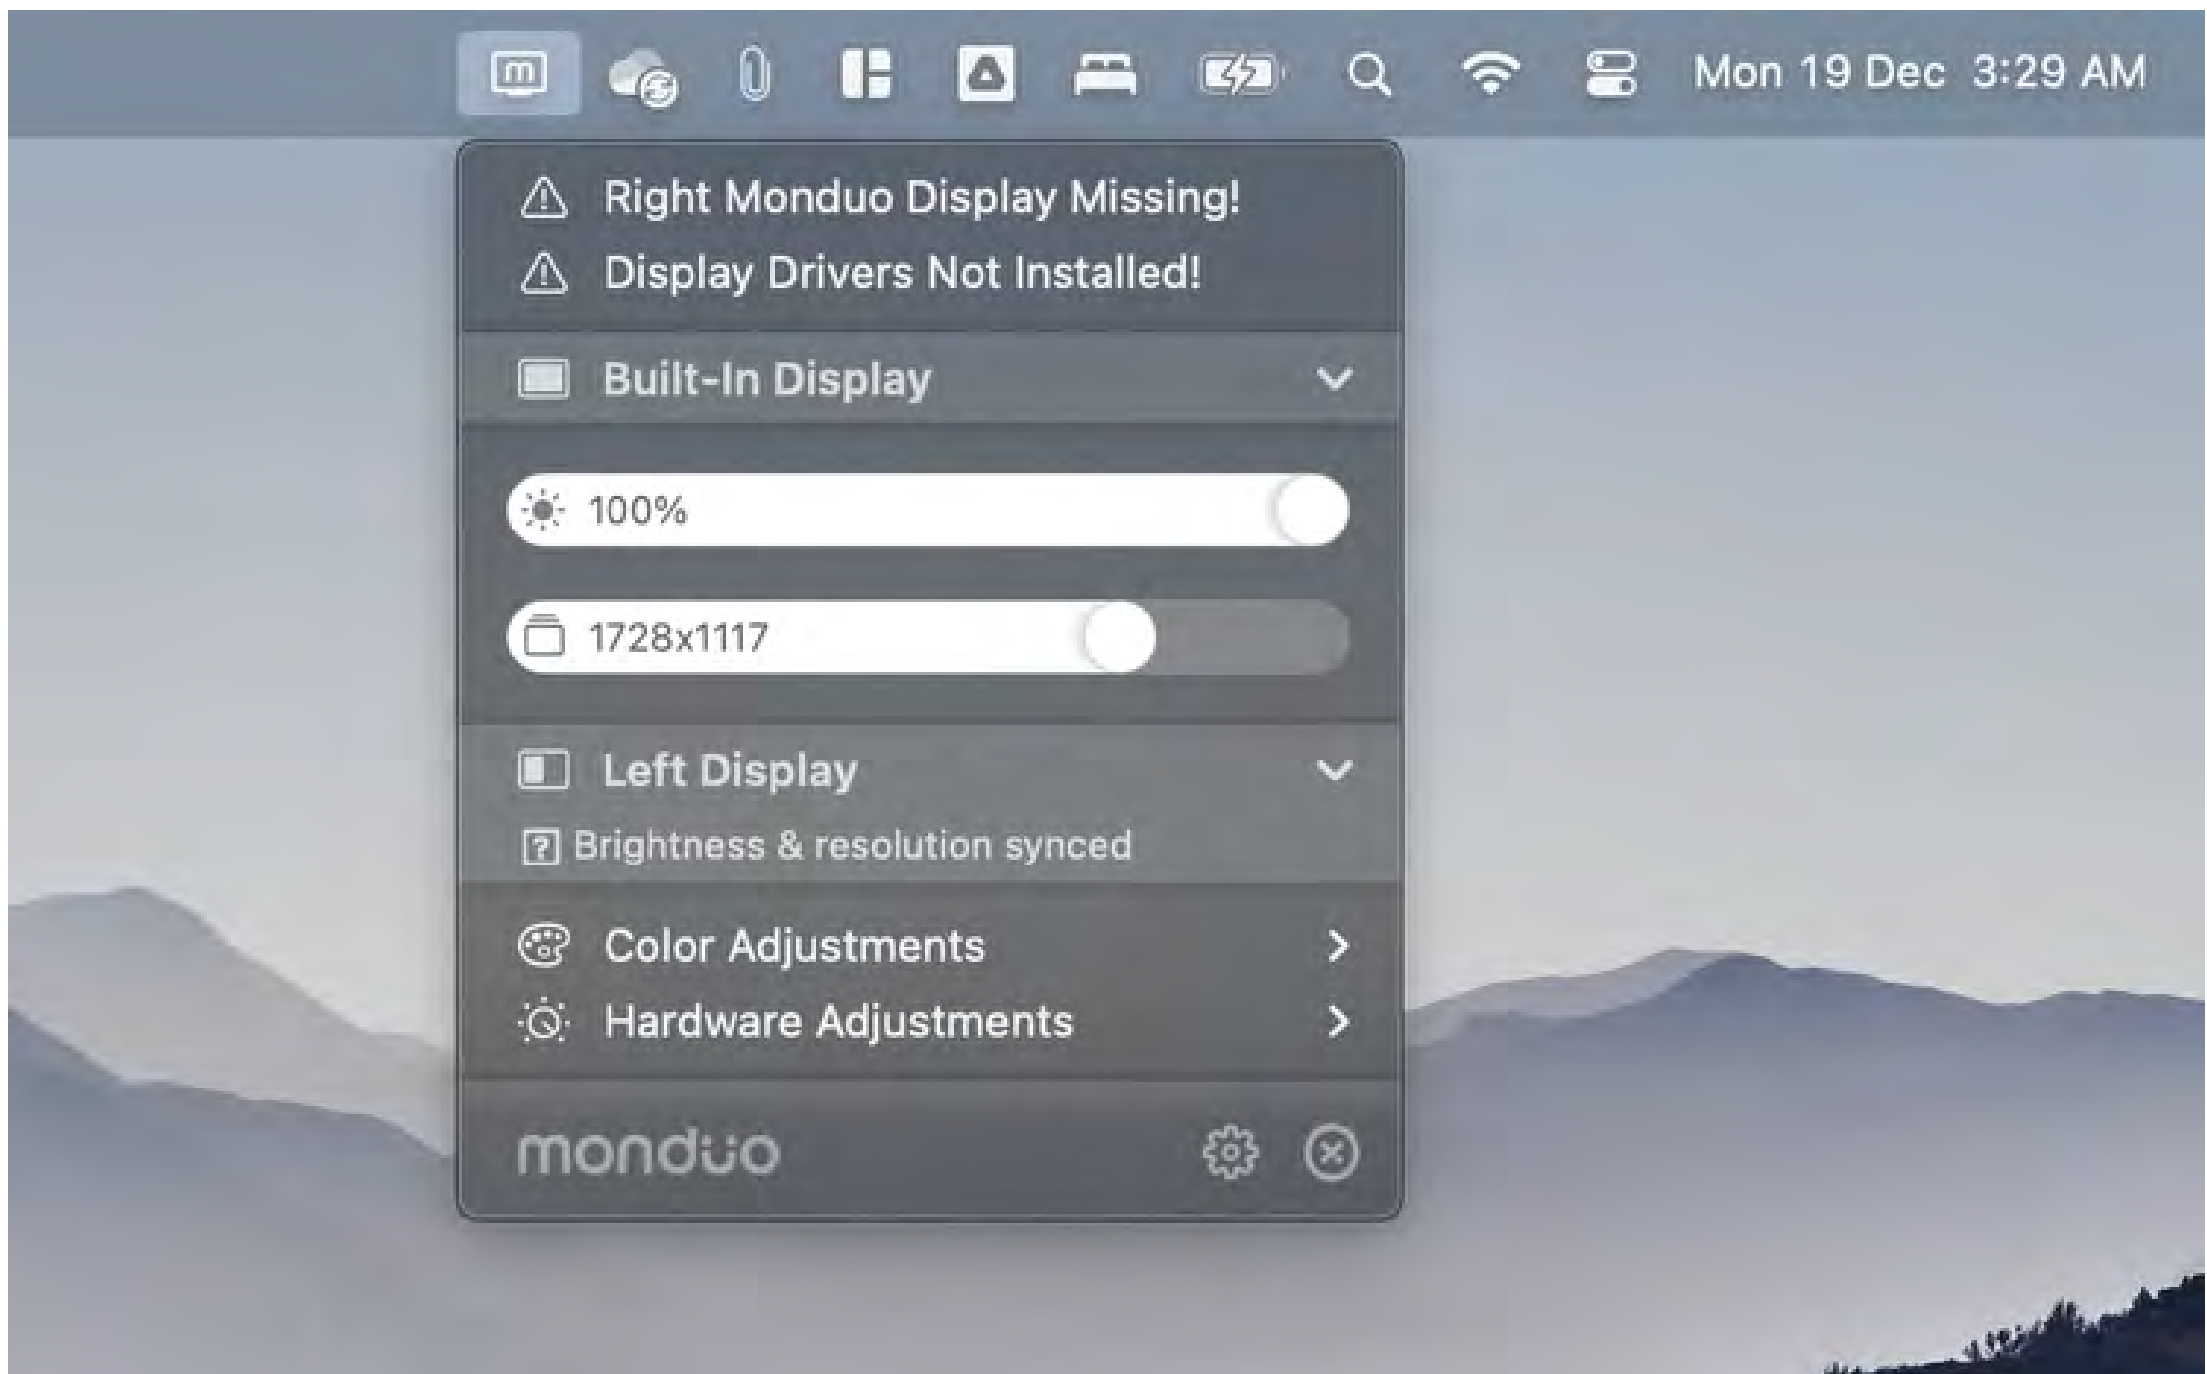 m
Mon 19 Dec 3:29 AM
Right Monduo Display Missing!
Display Drivers Not Installed!
Built-In Display
100%
1728x1117
Left Display
? Brightness & resolution synced
Color Adjustments
Hardware Adjustments
mondüo